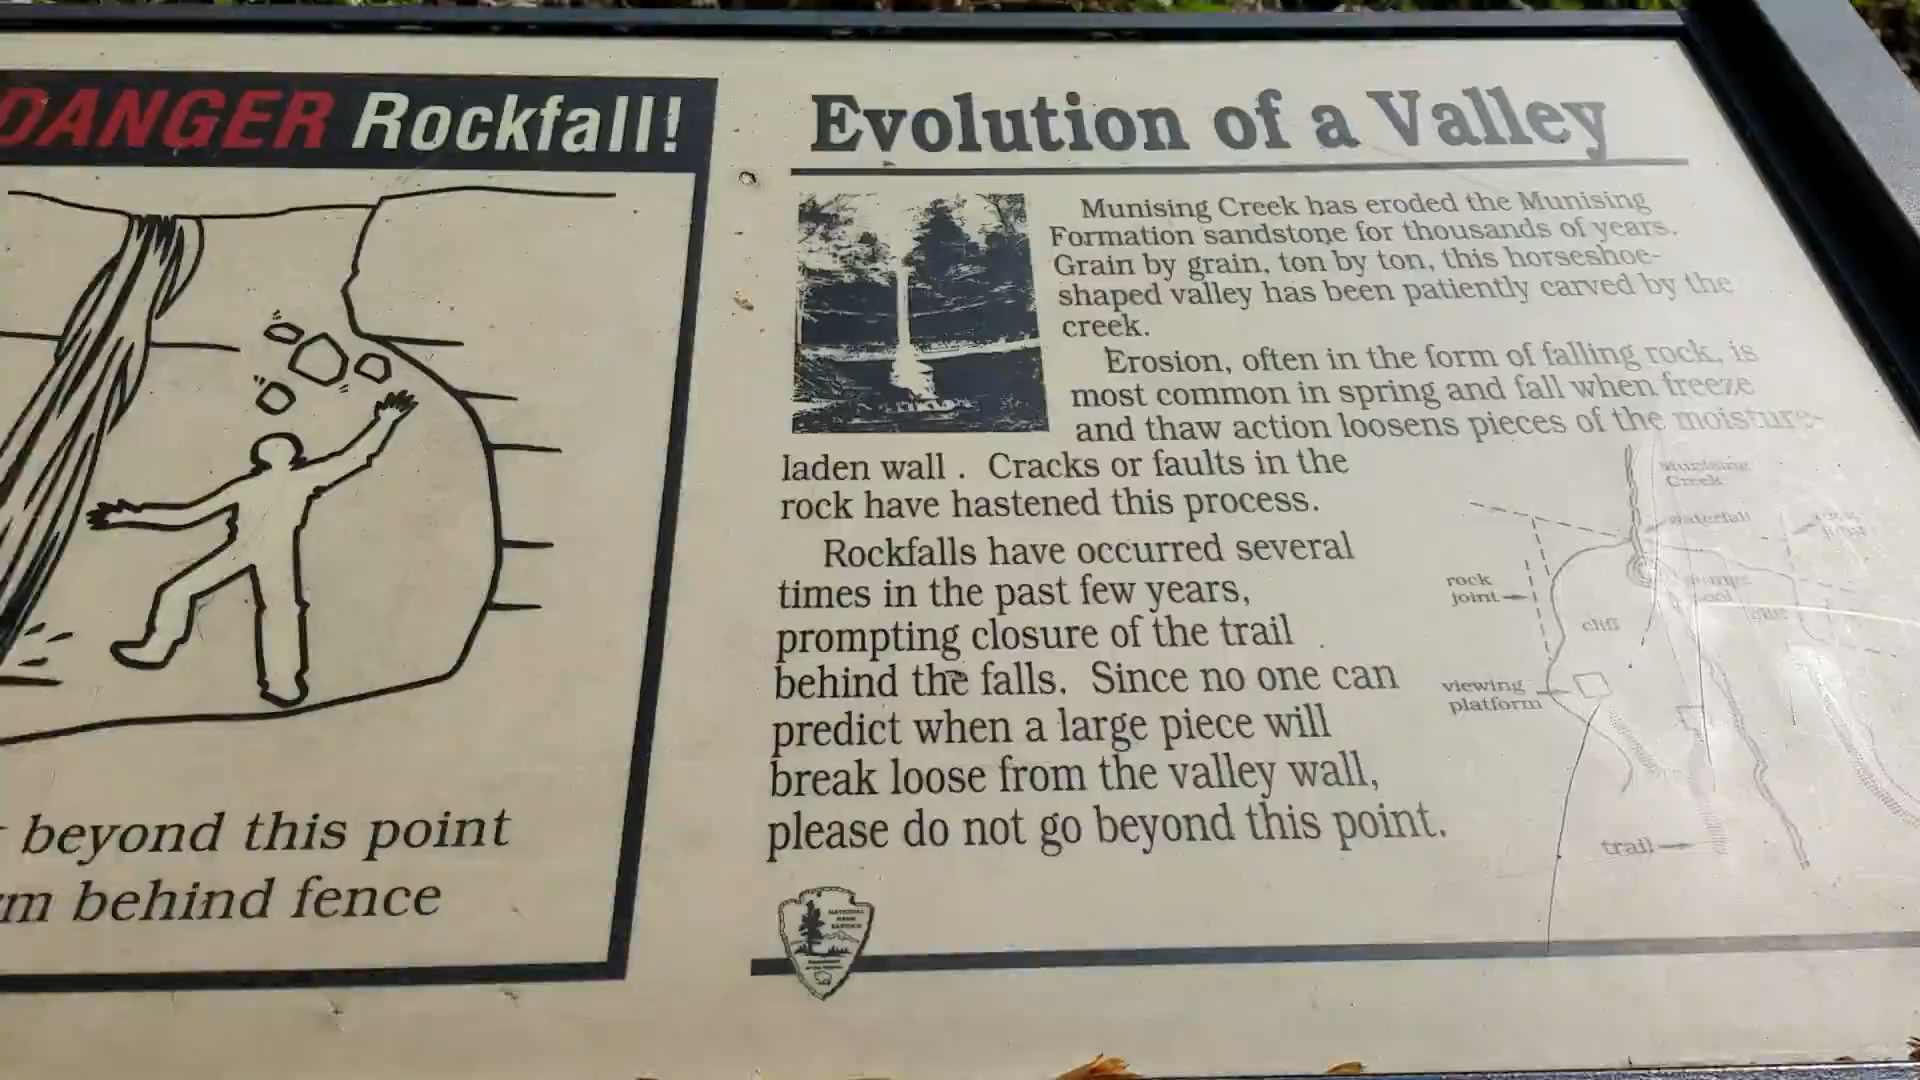 DANGER Rockfall!
beyond this point
behind fence
Evolution of a Valley
Munising Creek has eroded the Munising
Formation sandstone for thousands of years.
Grain by grain, ton by ton, this horseshoe-
shaped valley has been patiently carved by the
creek.
Erosion, often in the form of falling rock, is
most common in spring and fall when freeze
and thaw action loosens pieces of the moisture-
laden wall . Cracks or faults in the
rock have hastened this process.
Rockfalls have occurred several
times in the past few years,
prompting closure of the trail
behind the falls. Since no one can
predict when a large piece will
break loose from the valley wall,
please do not go beyond this point.
Munising
Creek
waterfall
rock
joint
cliff
viewing
platform
trail
NATIONAL
PARK
SERVICE